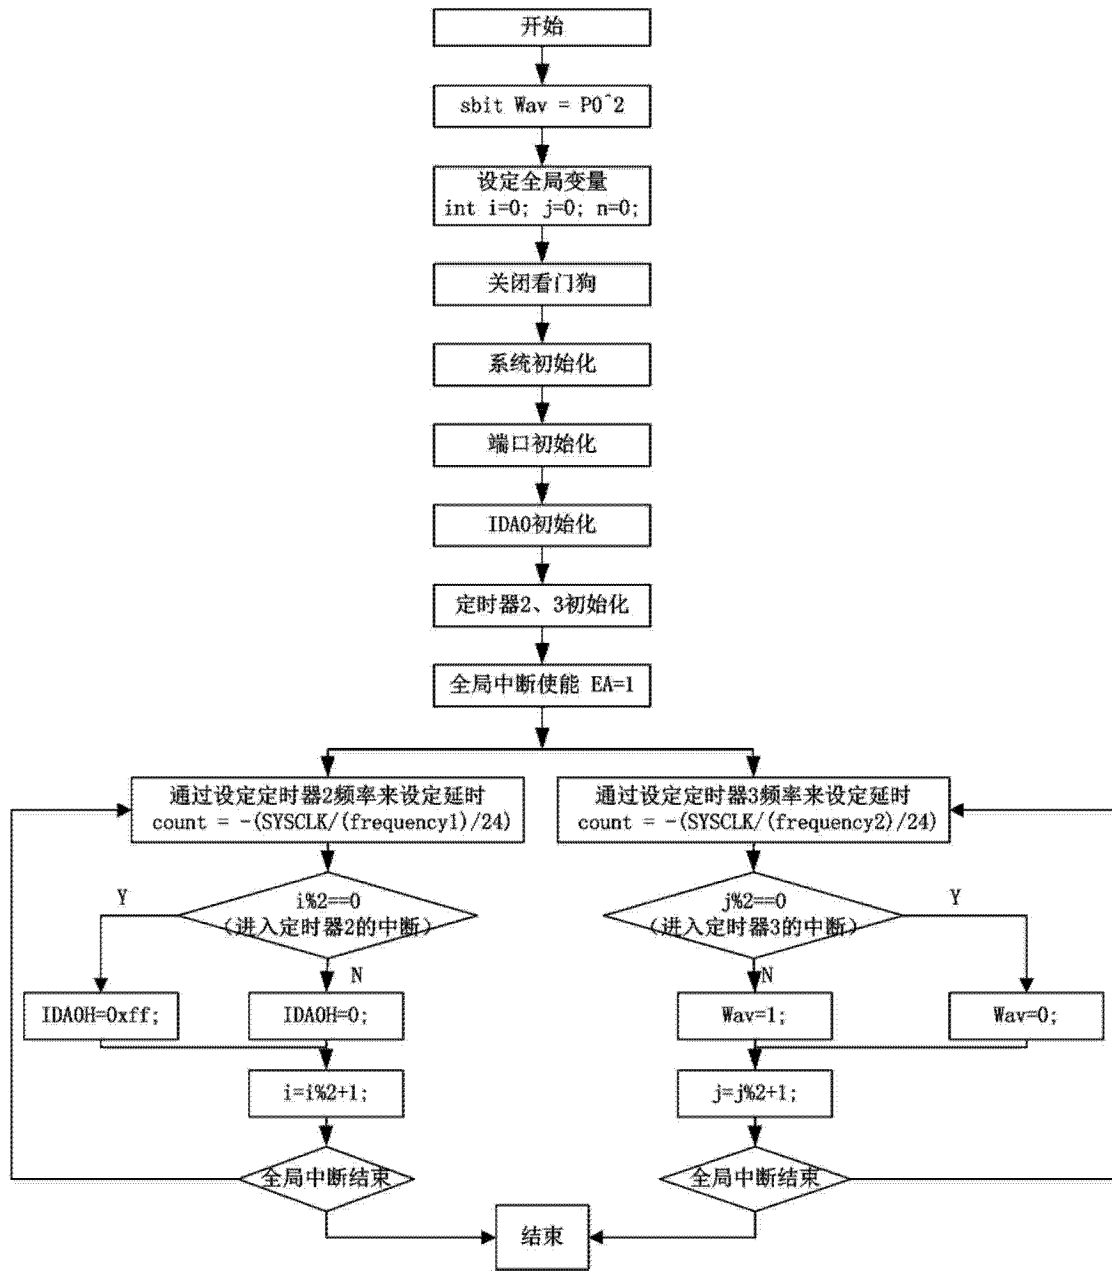 开始
sbit Wav = P0^2
设定全局变量
int i=0; j=0; n=0;
关闭看门狗
系统初始化
端口初始化
IDA0初始化
定时器2、3初始化
全局中断使能 EA=1
通过设定定时器2频率来设定延时
count = -(SYSCLK/(frequency1)/24)
通过设定定时器3频率来设定延时
count = -(SYSCLK/(frequency2)/24)
Y
i%2==0
(进入定时器2的中断)
N
j%2==0
(进入定时器3的中断)
Y
N
IDA0H=0xff;
IDA0H=0;
Wav=1;
Wav=0;
i=i%2+1;
j=j%2+1;
全局中断结束
全局中断结束
结束